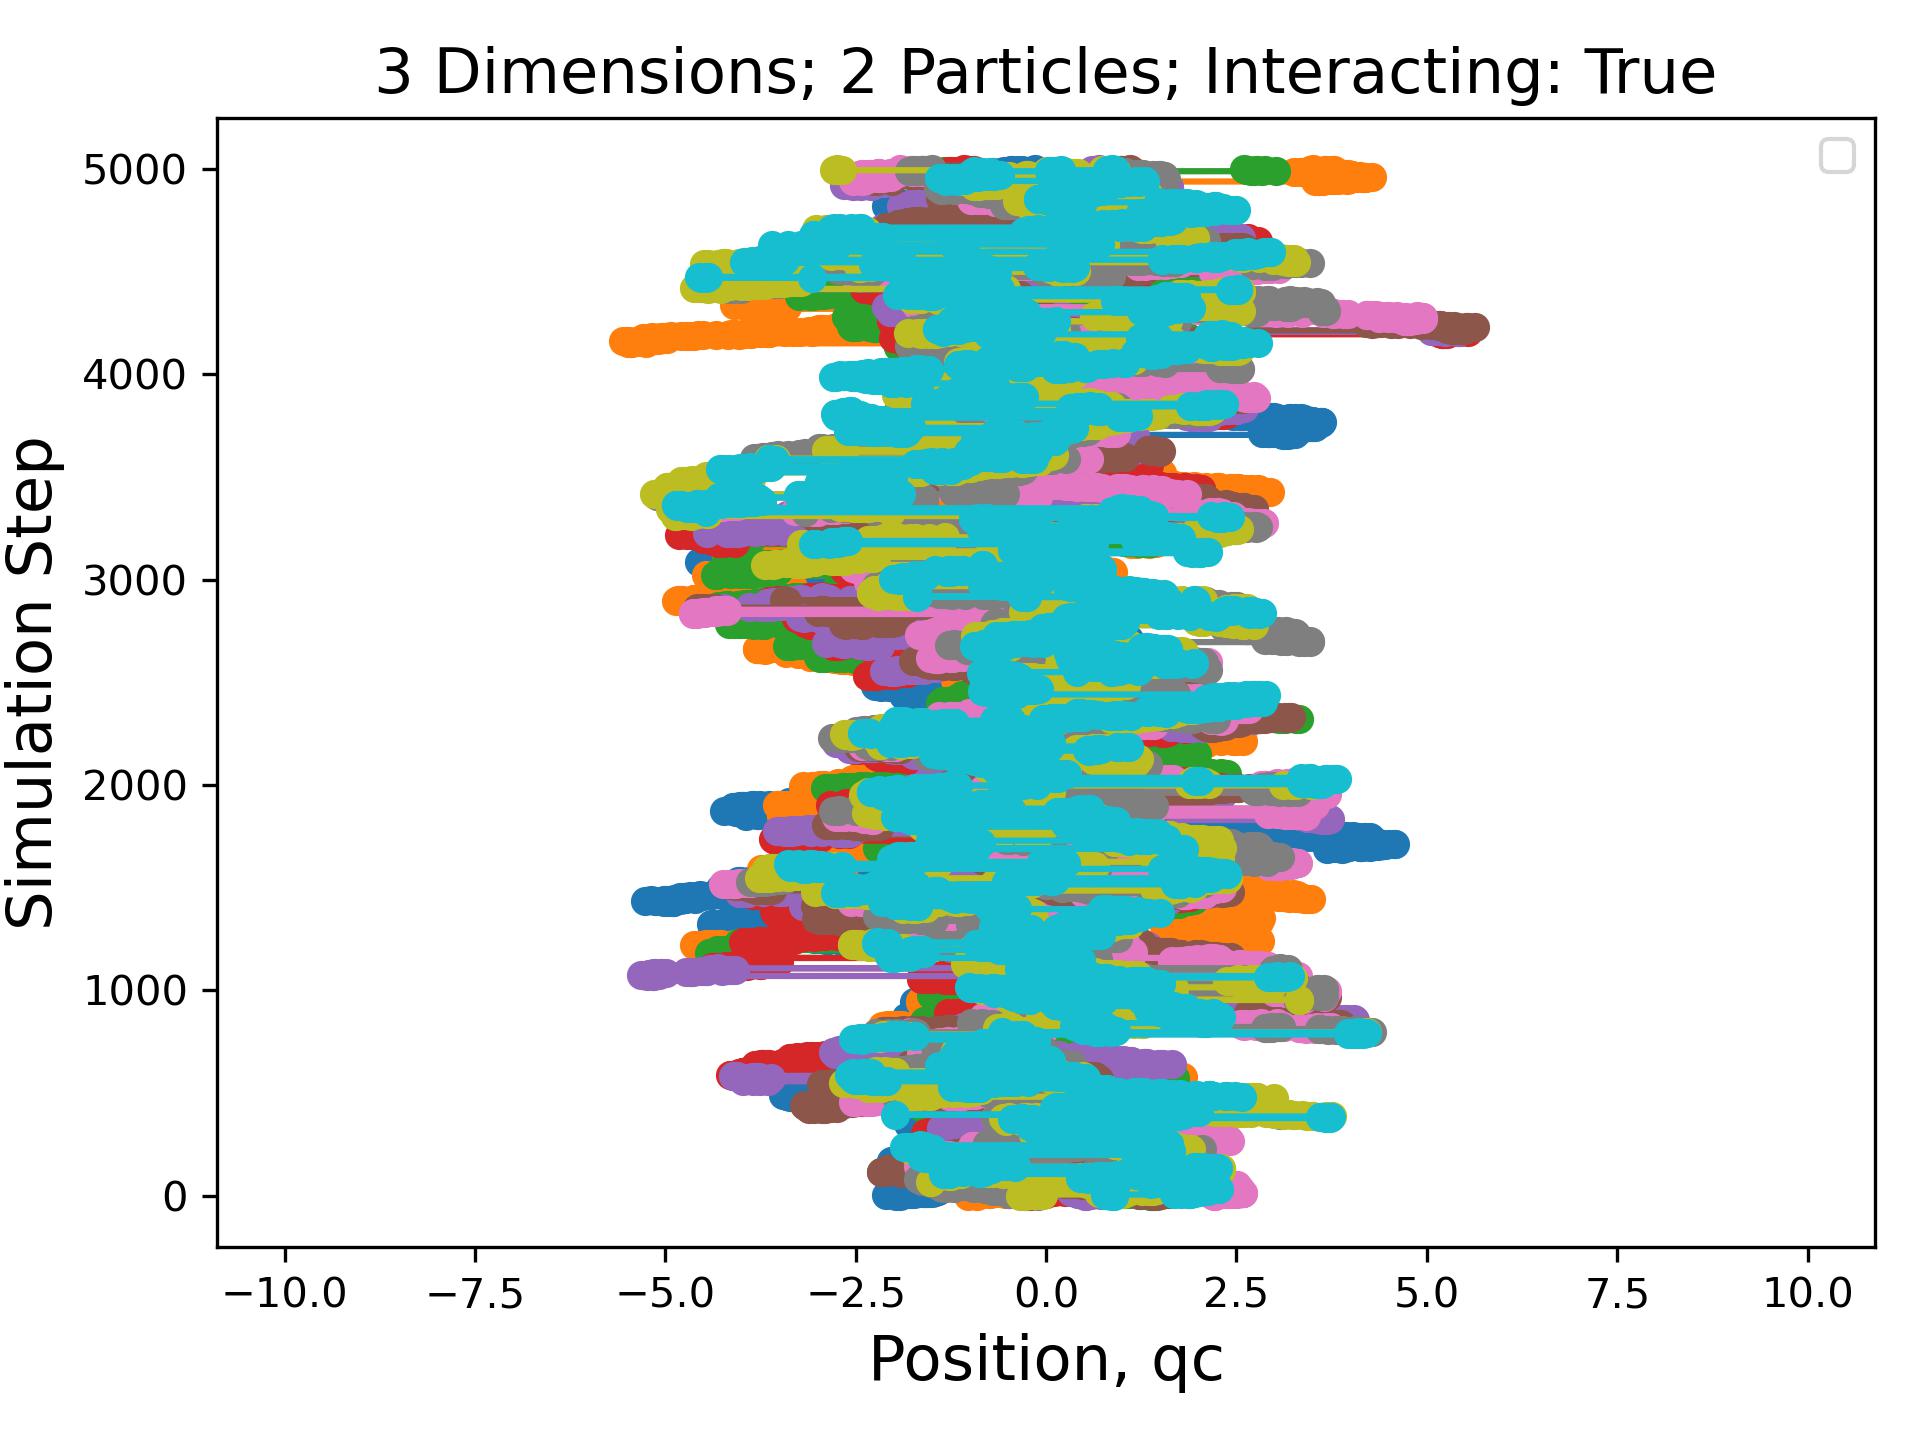 3 Dimensions; 2 Particles; Interacting: True
5000
4000
3000
2000
1000
0
Simulation Step
−10.0 −7.5 −5.0 −2.5 0.0 2.5 5.0 7.5 10.0
Position, qc